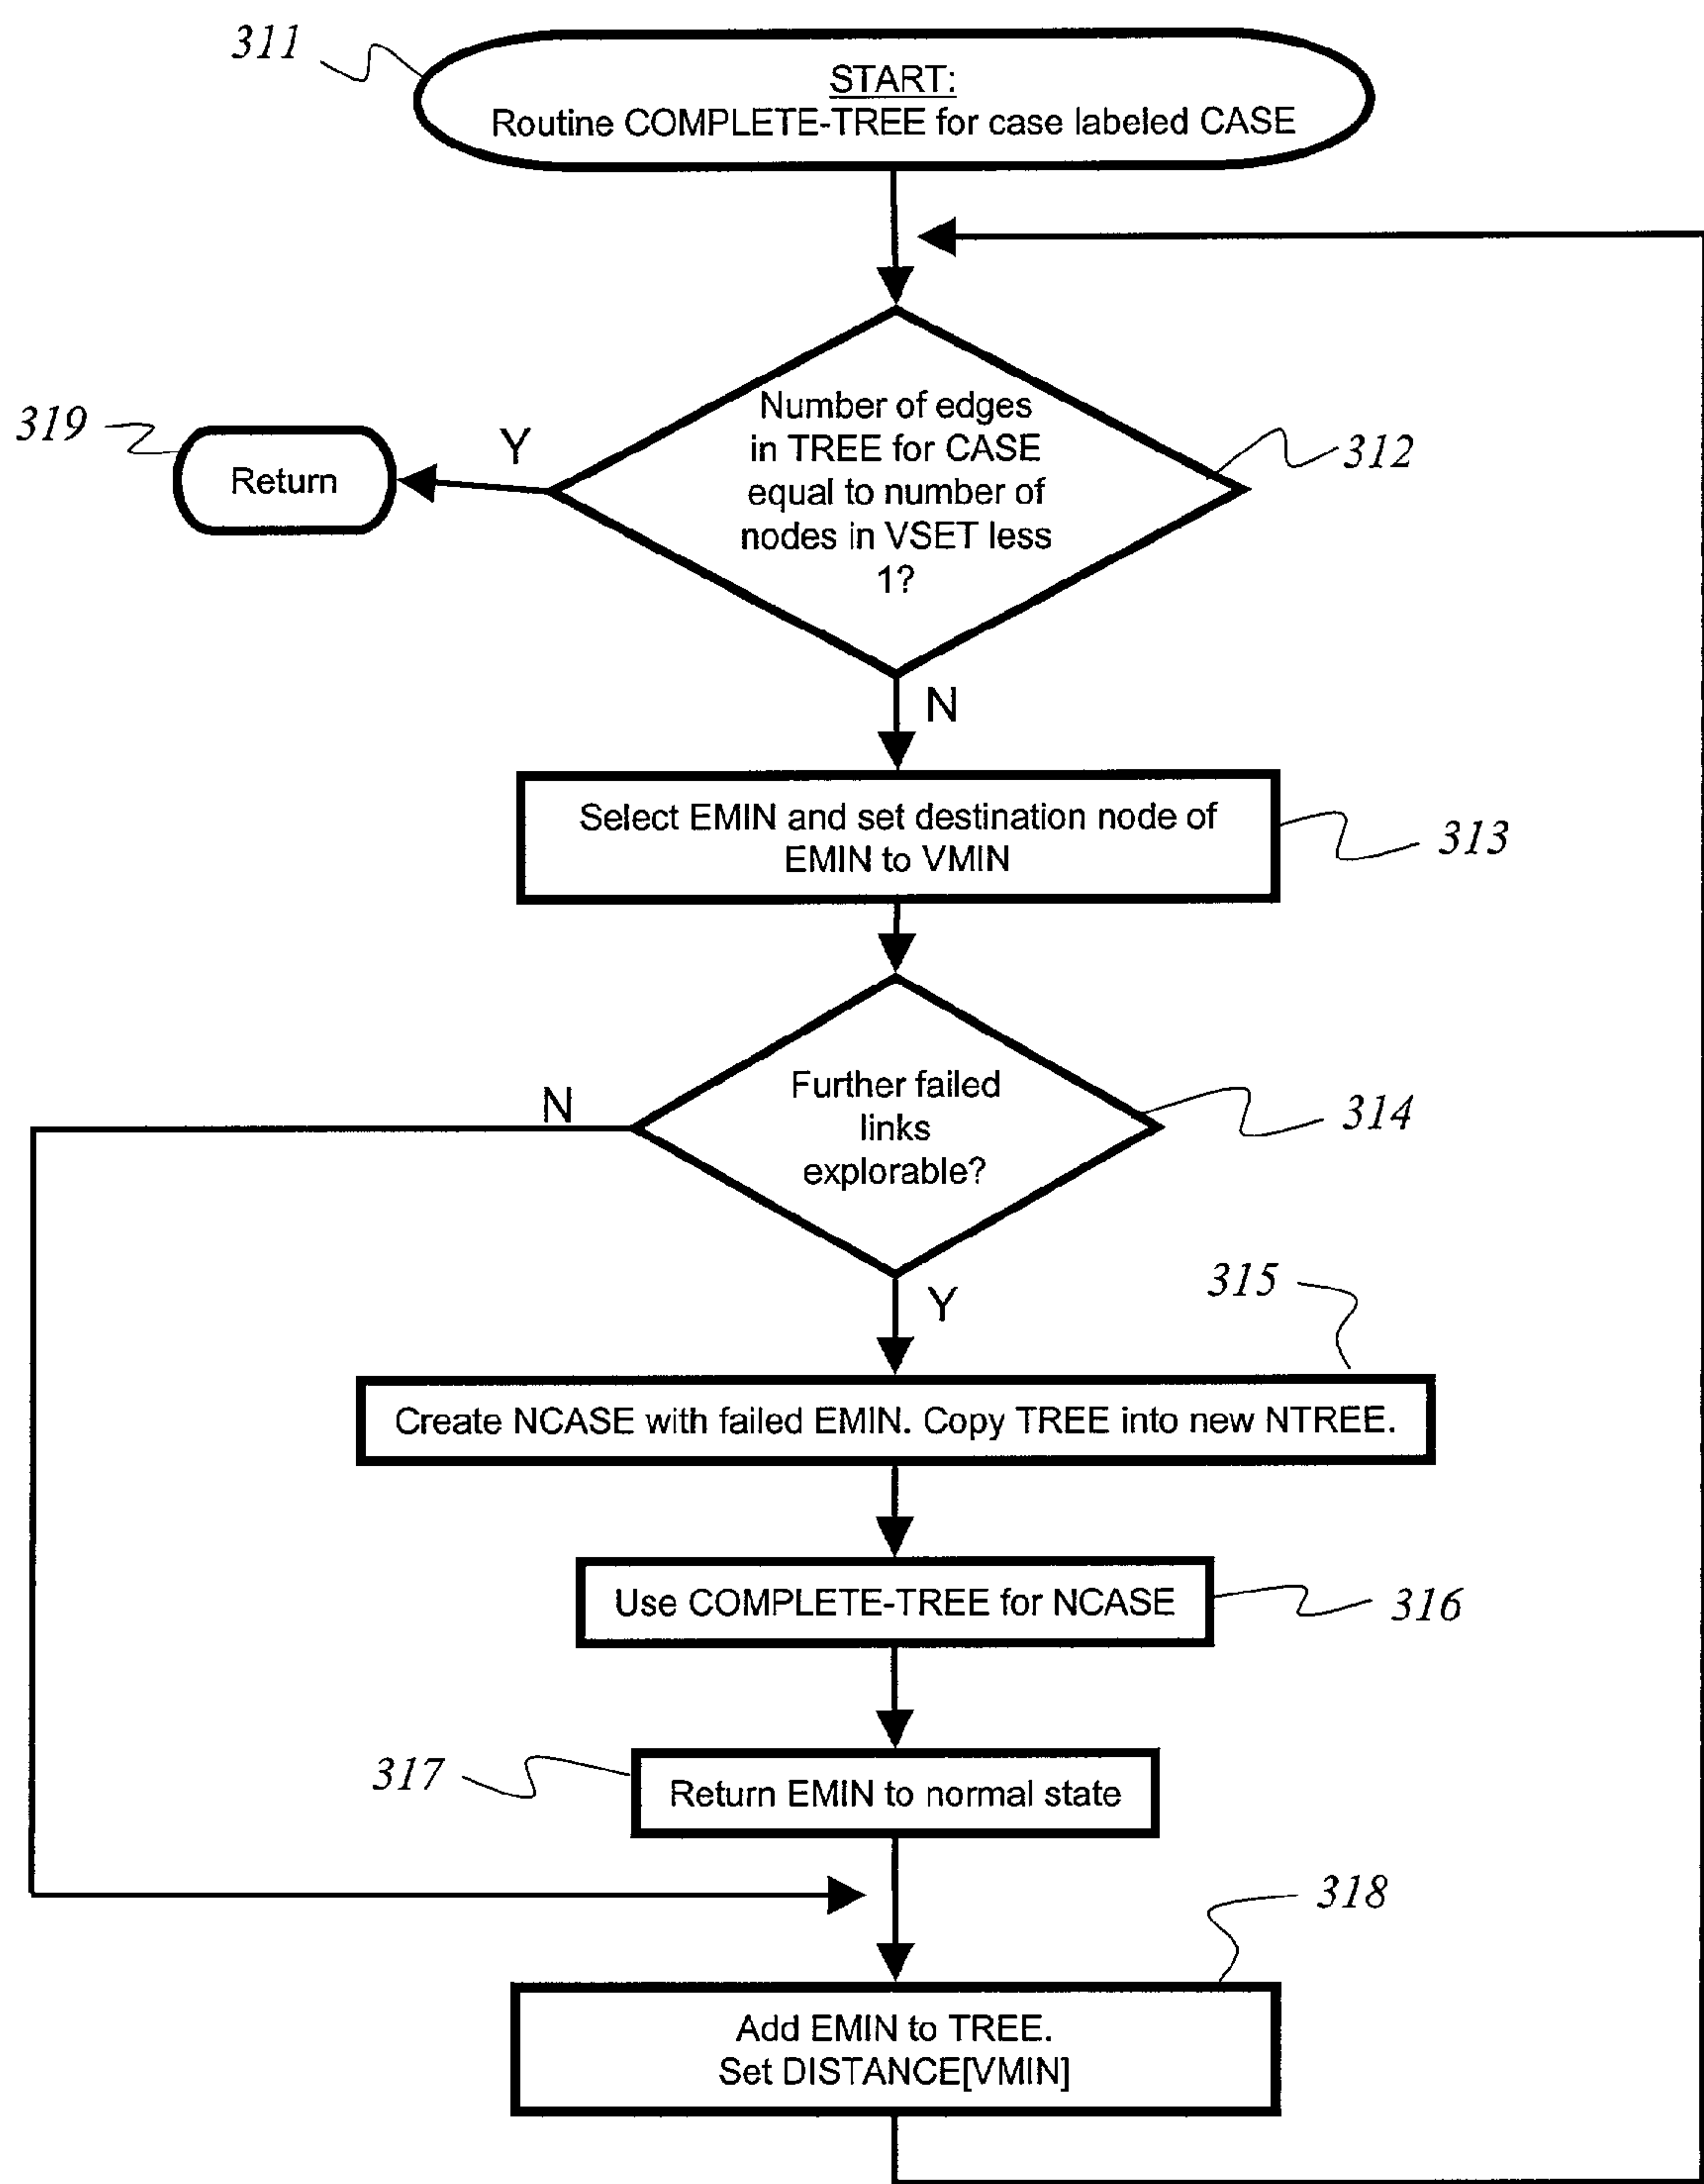 311
START:
Routine COMPLETE-TREE for case labeled CASE
319
Return
Y
Number of edges
in TREE for CASE
equal to number of
nodes in VSET less
1?
312
N
Select EMIN and set destination node of
EMIN to VMIN
313
N
Further failed
links
explorable?
314
Y
315
Create NCASE with failed EMIN. Copy TREE into new NTREE.
Use COMPLETE-TREE for NCASE
316
317
Return EMIN to normal state
318
Add EMIN to TREE.
Set DISTANCE[VMIN]